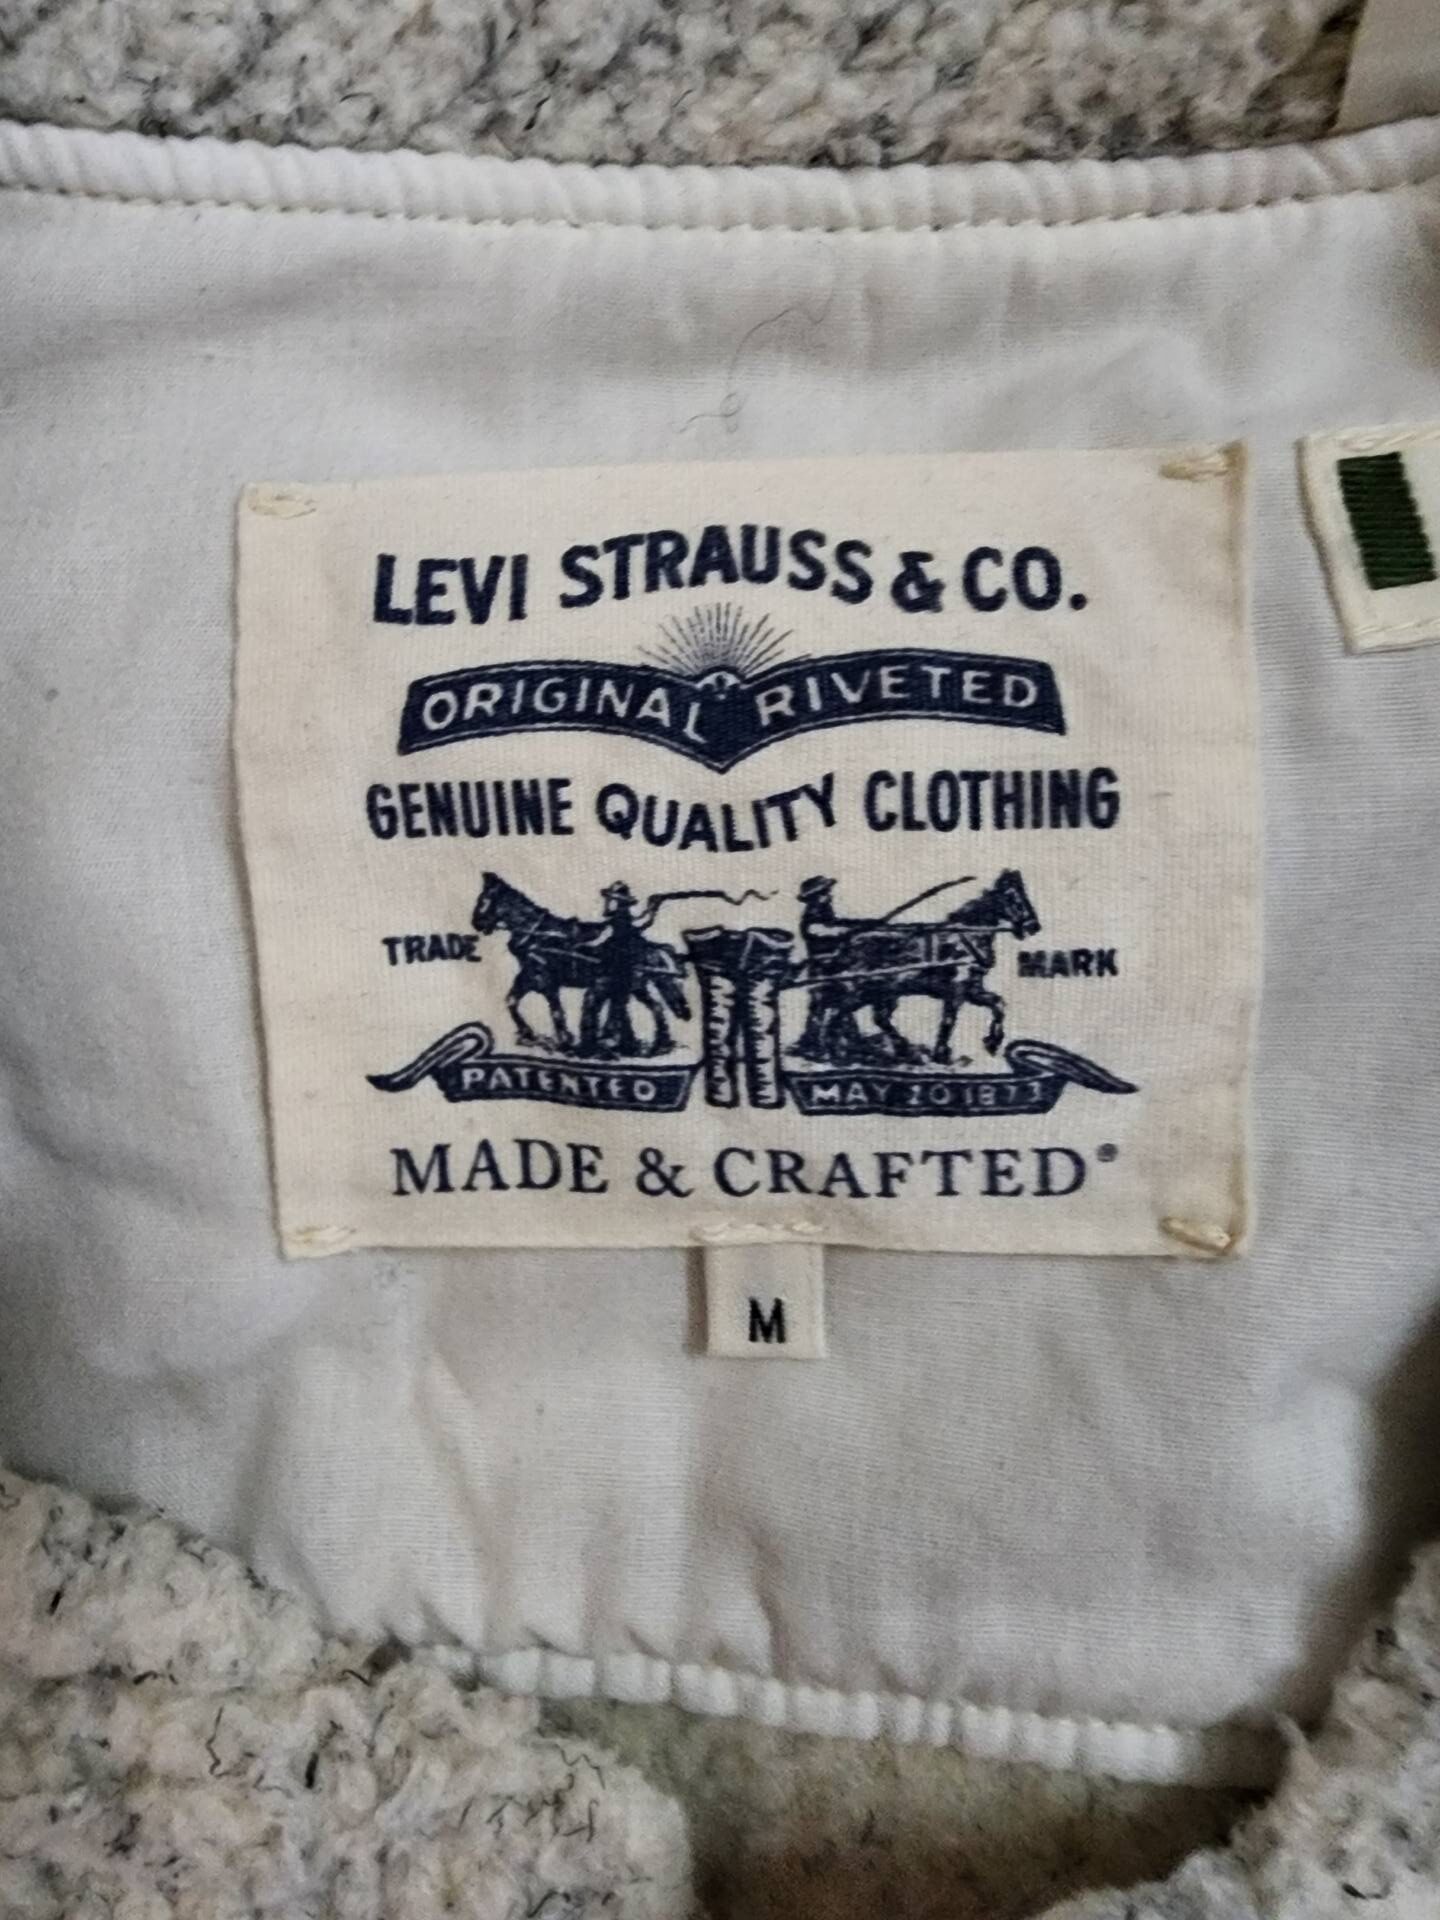 LEVI STRAUSS & CO.
ORIGINAL RIVETED
GENUINE QUALITY CLOTHING
TRADE MARK
PATENTED MAY 20 1873
MADE & CRAFTED®
M